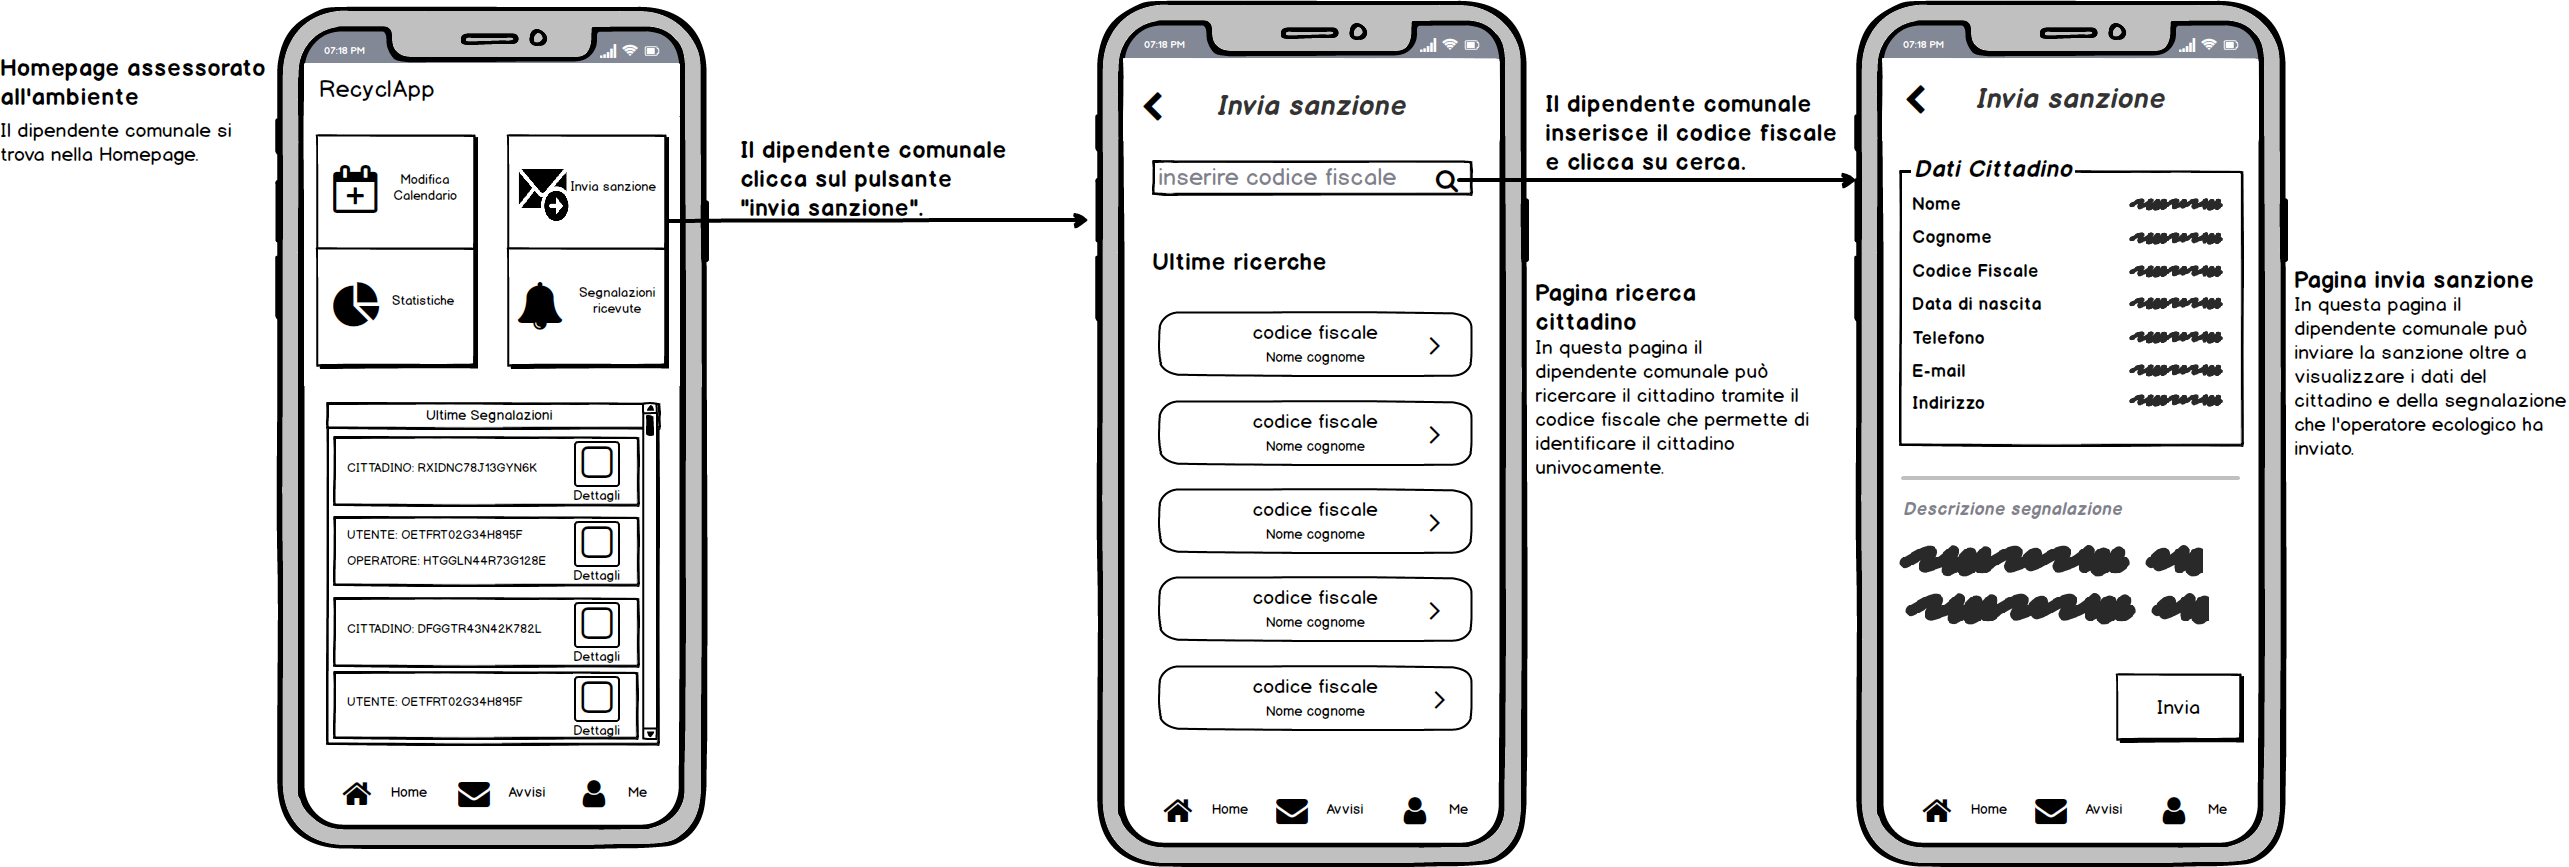 Homepage assessorato
all'ambiente
Il dipendente comunale si
trova nella Homepage.
07:18 PM
RecyclApp
Modifica
Calendario
Invia sanzione
Statistiche
Segnalazioni
ricevute
Ultime Segnalazioni
CITTADINO: RXIDNC78J13GYN6K
Dettagli
UTENTE: OETFRT02G34H895F
OPERATORE: HTGGLN44R73G128E
Dettagli
CITTADINO: DFGGTR43N42K782L
Dettagli
UTENTE: OETFRT02G34H895F
Dettagli
Home Avvisi Me
Il dipendente comunale
clicca sul pulsante
"invia sanzione".
07:18 PM
Invia sanzione
inserire codice fiscale
Ultime ricerche
codice fiscale
Nome cognome
codice fiscale
Nome cognome
codice fiscale
Nome cognome
codice fiscale
Nome cognome
codice fiscale
Nome cognome
Home Avvisi Me
Il dipendente comunale
inserisce il codice fiscale
e clicca su cerca.
Pagina ricerca
cittadino
In questa pagina il
dipendente comunale può
ricercare il cittadino tramite il
codice fiscale che permette di
identificare il cittadino
univocamente.
07:18 PM
Invia sanzione
Dati Cittadino
Nome
Cognome
Codice Fiscale
Data di nascita
Telefono
E-mail
Indirizzo
Descrizione segnalazione
Invia
Home Avvisi Me
Pagina invia sanzione
In questa pagina il
dipendente comunale può
inviare la sanzione oltre a
visualizzare i dati del
cittadino e della segnalazione
che l'operatore ecologico ha
inviato.